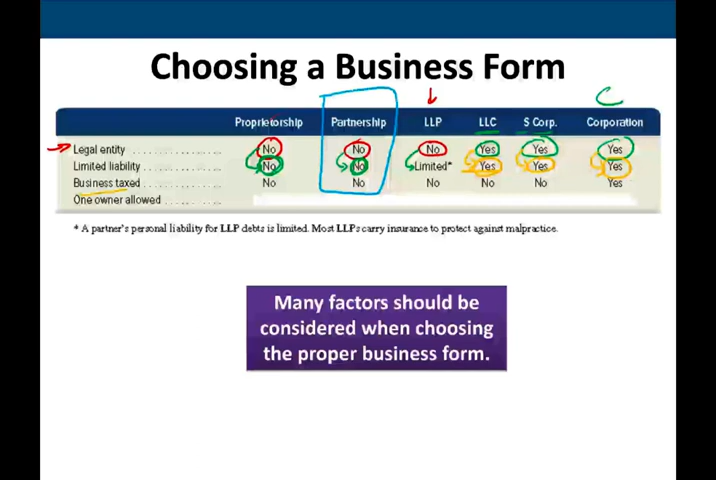 Choosing a Business Form
Proprietorship Partnership LLP LLC S Corp. Corporation
Legal entity No No No Yes Yes Yes
Limited liability No No Limited* Yes Yes Yes
Business taxed No No No No No Yes
One owner allowed
* A partner's personal liability for LLP debts is limited. Most LLPs carry insurance to protect against malpractice.
Many factors should be
considered when choosing
the proper business form.